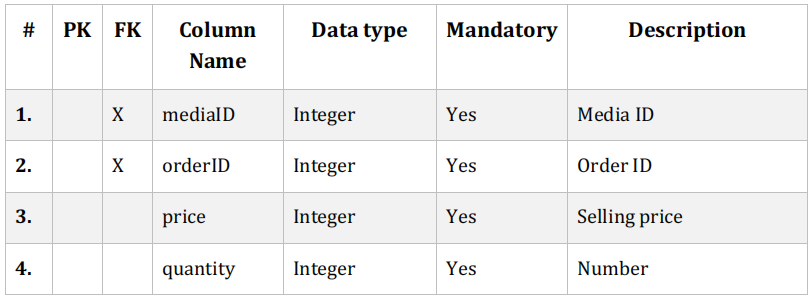 # PK FK Column Name Data type Mandatory Description
1. X mediaID Integer Yes Media ID
2. X orderID Integer Yes Order ID
3. price Integer Yes Selling price
4. quantity Integer Yes Number